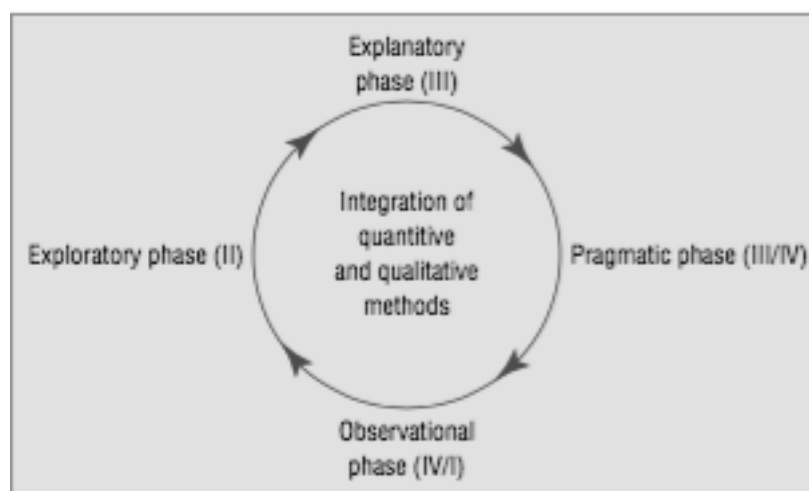 Explanatory
phase (III)
Integration of
quantitive
and qualitative
methods
Exploratory phase (II)
Pragmatic phase (III/IV)
Observational
phase (IV/I)